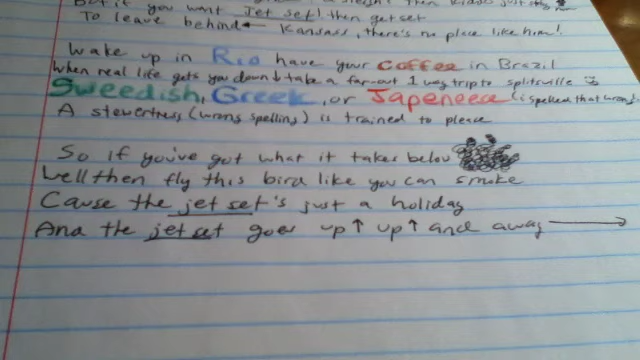 But if you want Jet set! then get set
To leave behind ← Kansass, there's no place like him!
Wake up in Rio have your coffee in Brazil
When real life gets you down ↓ take a far-out 1 way trip to splitsville
Sweedish, Greek, or Japeneece (i spelled that wrong)
A stewertress (wrong spelling) is trained to please
So if you've got what it takes below
Well then fly this bird like you can smoke
Cause the jet set's just a holiday
And the jet set goes up ↑ up ↑ and away →